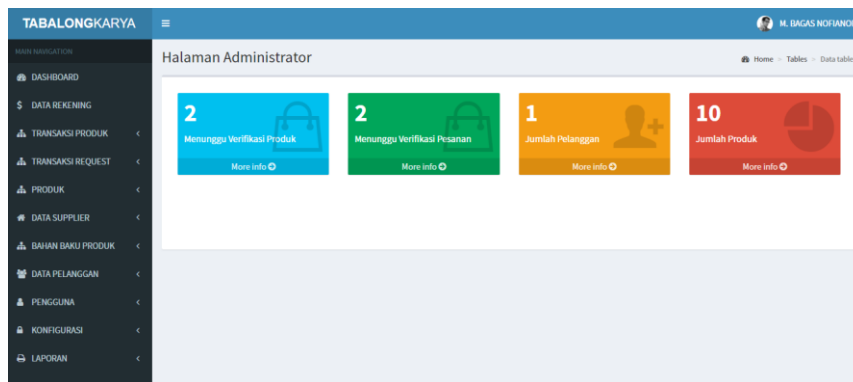 TABALONGKARYA
M. BAGAS NOFIANOR
MAIN NAVIGATION
DASHBOARD
DATA REKENING
TRANSAKSI PRODUK
TRANSAKSI REQUEST
PRODUK
DATA SUPPLIER
BAHAN BAKU PRODUK
DATA PELANGGAN
PENGGUNA
KONFIGURASI
LAPORAN
Halaman Administrator
Home > Tables > Data table
2
Menunggu Verifikasi Produk
More info
2
Menunggu Verifikasi Pesanan
More info
1
Jumlah Pelanggan
More info
10
Jumlah Produk
More info